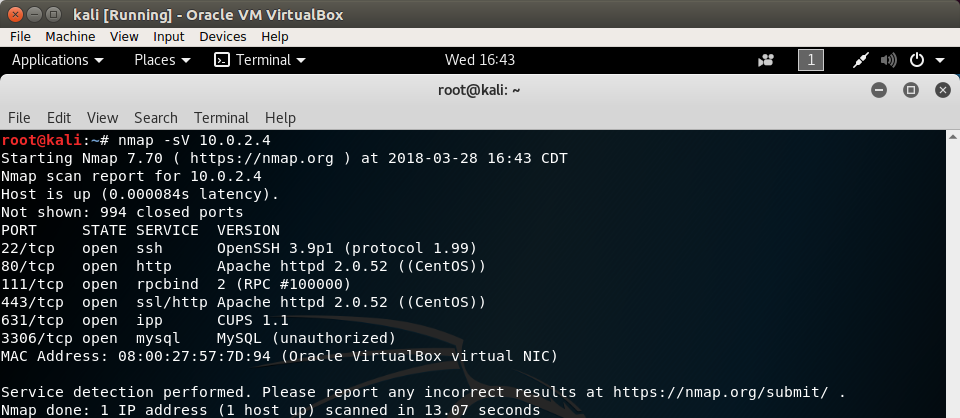 kali [Running] - Oracle VM VirtualBox
File Machine View Input Devices Help
Applications Places Terminal Wed 16:43 1
root@kali: ~
File Edit View Search Terminal Help
root@kali:~# nmap -sV 10.0.2.4
Starting Nmap 7.70 ( https://nmap.org ) at 2018-03-28 16:43 CDT
Nmap scan report for 10.0.2.4
Host is up (0.000084s latency).
Not shown: 994 closed ports
PORT     STATE SERVICE  VERSION
22/tcp   open  ssh      OpenSSH 3.9p1 (protocol 1.99)
80/tcp   open  http     Apache httpd 2.0.52 ((CentOS))
111/tcp  open  rpcbind  2 (RPC #100000)
443/tcp  open  ssl/http Apache httpd 2.0.52 ((CentOS))
631/tcp  open  ipp      CUPS 1.1
3306/tcp open  mysql    MySQL (unauthorized)
MAC Address: 08:00:27:57:7D:94 (Oracle VirtualBox virtual NIC)
Service detection performed. Please report any incorrect results at https://nmap.org/submit/ .
Nmap done: 1 IP address (1 host up) scanned in 13.07 seconds